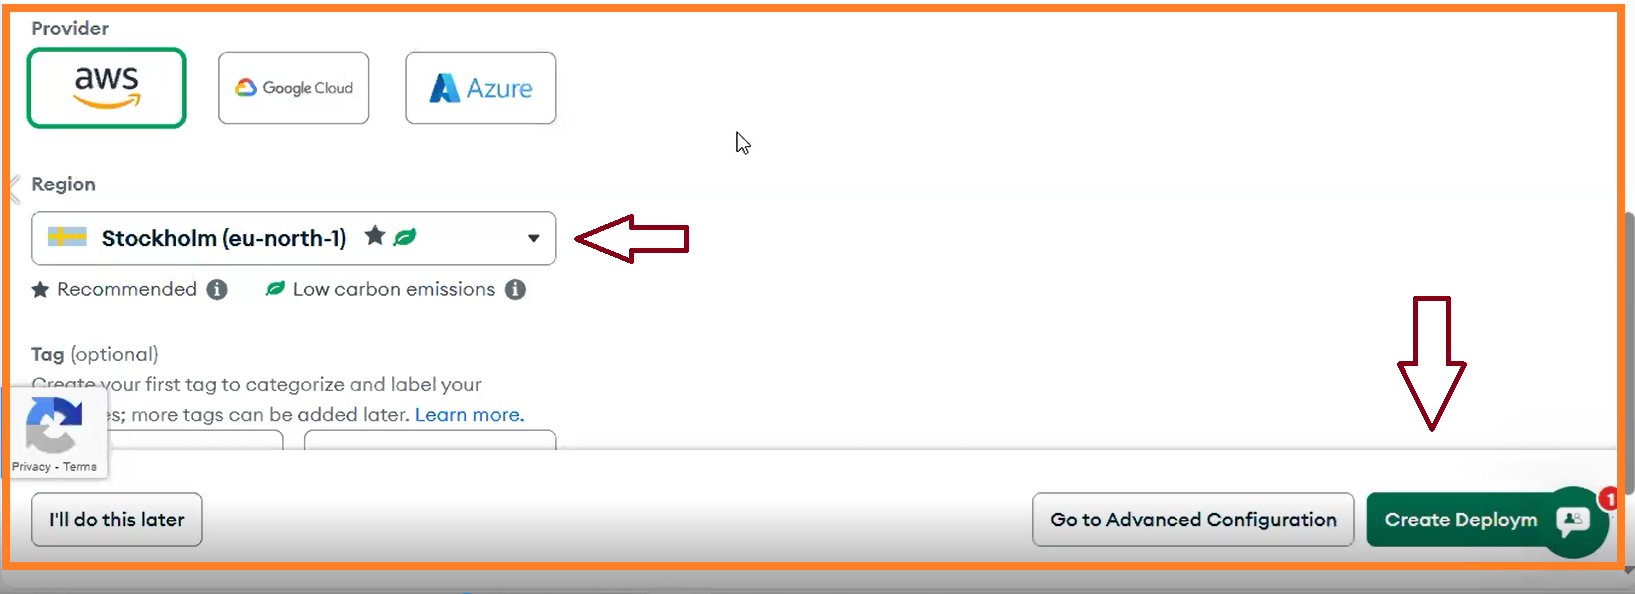 Provider
aws
Google Cloud
Azure
Region
Stockholm (eu-north-1)
Recommended
Low carbon emissions
Tag (optional)
Create your first tag to categorize and label your
es; more tags can be added later. Learn more.
Privacy - Terms
I'll do this later
Go to Advanced Configuration
Create Deploym
1